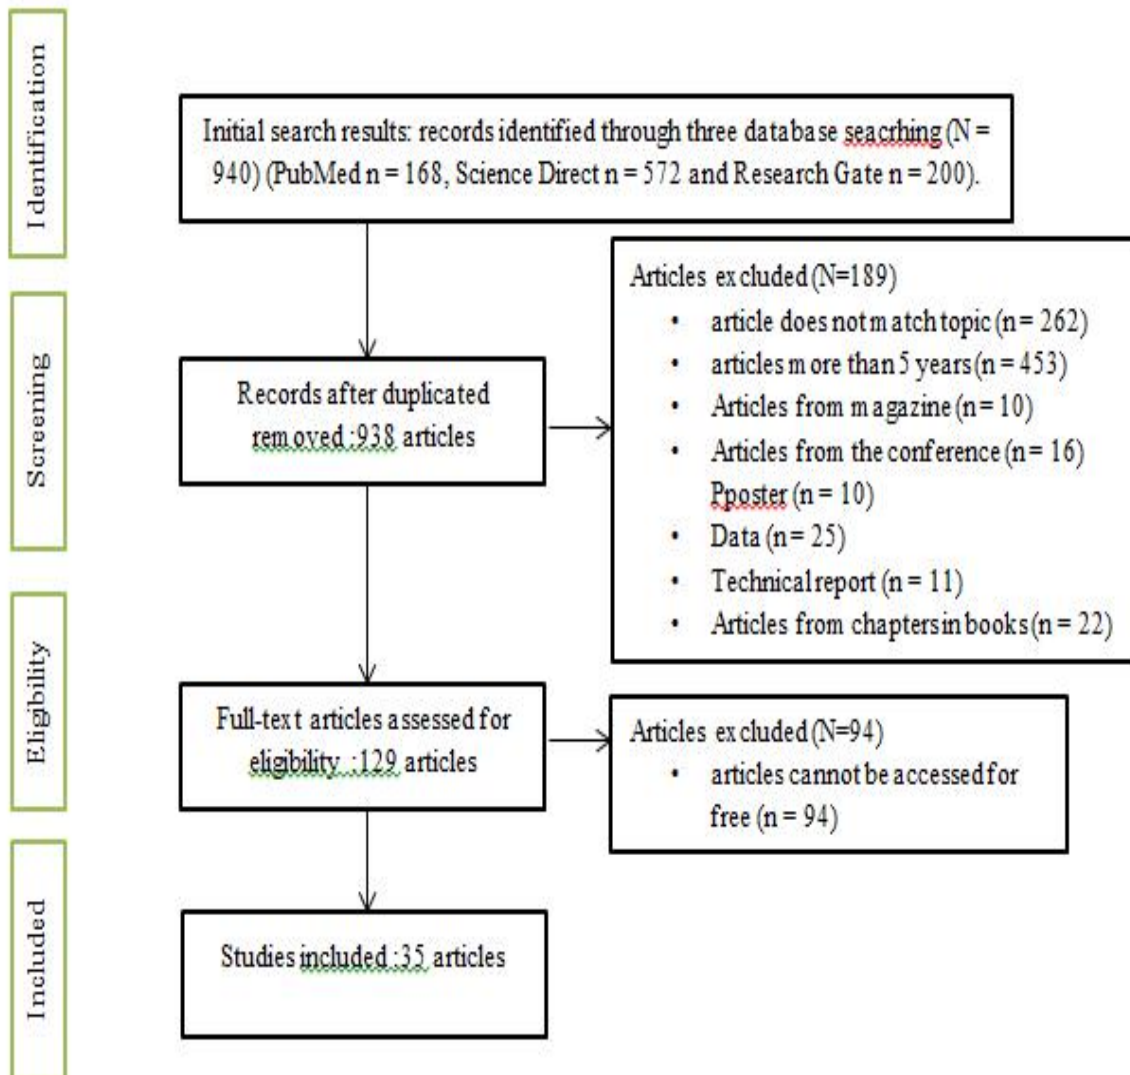 Identification
Initial search results: records identified through three database seacrhing (N =
940) (PubMed n = 168, Science Direct n = 572 and Research Gate n = 200).
Screening
Records after duplicated
removed :938 articles
Articles excluded (N=189)
• article does not match topic (n = 262)
• articles more than 5 years (n = 453)
• Articles from magazine (n = 10)
• Articles from the conference (n = 16)
Pposter (n = 10)
• Data (n = 25)
• Technical report (n = 11)
• Articles from chapters in books (n = 22)
Eligibility
Full-text articles assessed for
eligibility :129 articles
Articles excluded (N=94)
• articles cannot be accessed for
free (n = 94)
Included
Studies included :35 articles